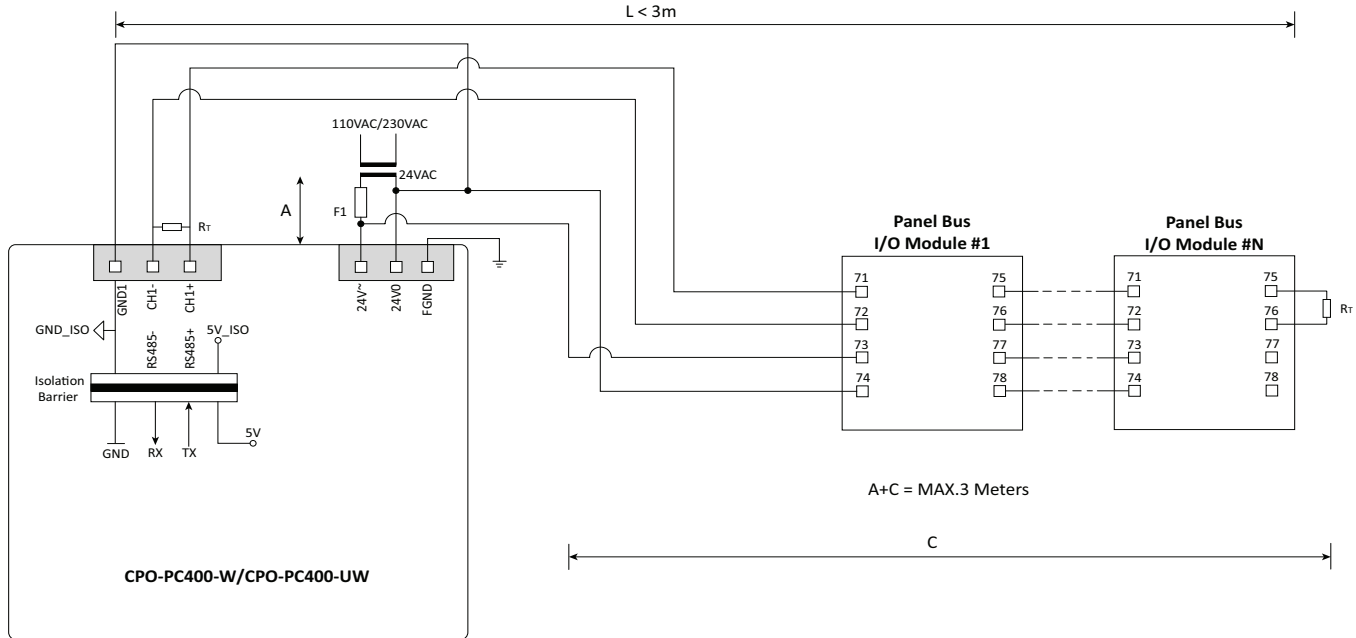 L < 3m
110VAC/230VAC
24VAC
A
F1
RT
GND1
CH1-
CH1+
24V~
24V0
FGND
GND_ISO
RS485-
RS485+
5V_ISO
Isolation
Barrier
GND
RX
TX
5V
CPO-PC400-W/CPO-PC400-UW
Panel Bus
I/O Module #1
71
72
73
74
75
76
77
78
Panel Bus
I/O Module #N
71
72
73
74
75
76
77
78
RT
A+C = MAX.3 Meters
C